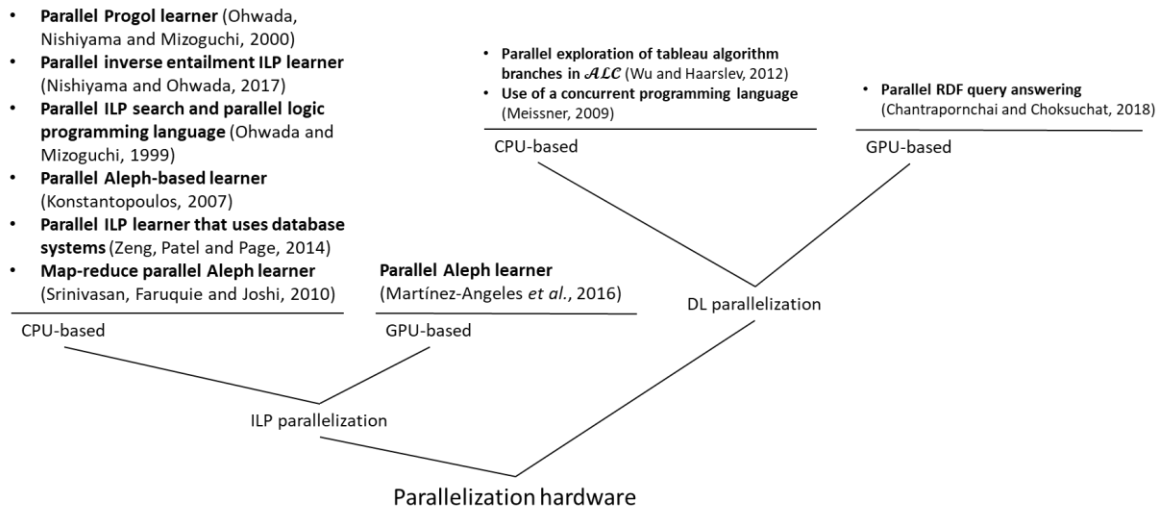 • Parallel Progol learner (Ohwada,
Nishiyama and Mizoguchi, 2000)
• Parallel inverse entailment ILP learner
(Nishiyama and Ohwada, 2017)
• Parallel ILP search and parallel logic
programming language (Ohwada and
Mizoguchi, 1999)
• Parallel Aleph-based learner
(Konstantopoulos, 2007)
• Parallel ILP learner that uses database
systems (Zeng, Patel and Page, 2014)
• Map-reduce parallel Aleph learner
(Srinivasan, Faruquie and Joshi, 2010)
CPU-based
Parallel Aleph learner
(Martínez-Angeles et al., 2016)
GPU-based
ILP parallelization
• Parallel exploration of tableau algorithm
branches in 𝒜ℒ𝒞 (Wu and Haarslev, 2012)
• Use of a concurrent programming language
(Meissner, 2009)
CPU-based
• Parallel RDF query answering
(Chantrapornchai and Choksuchat, 2018)
GPU-based
DL parallelization
Parallelization hardware